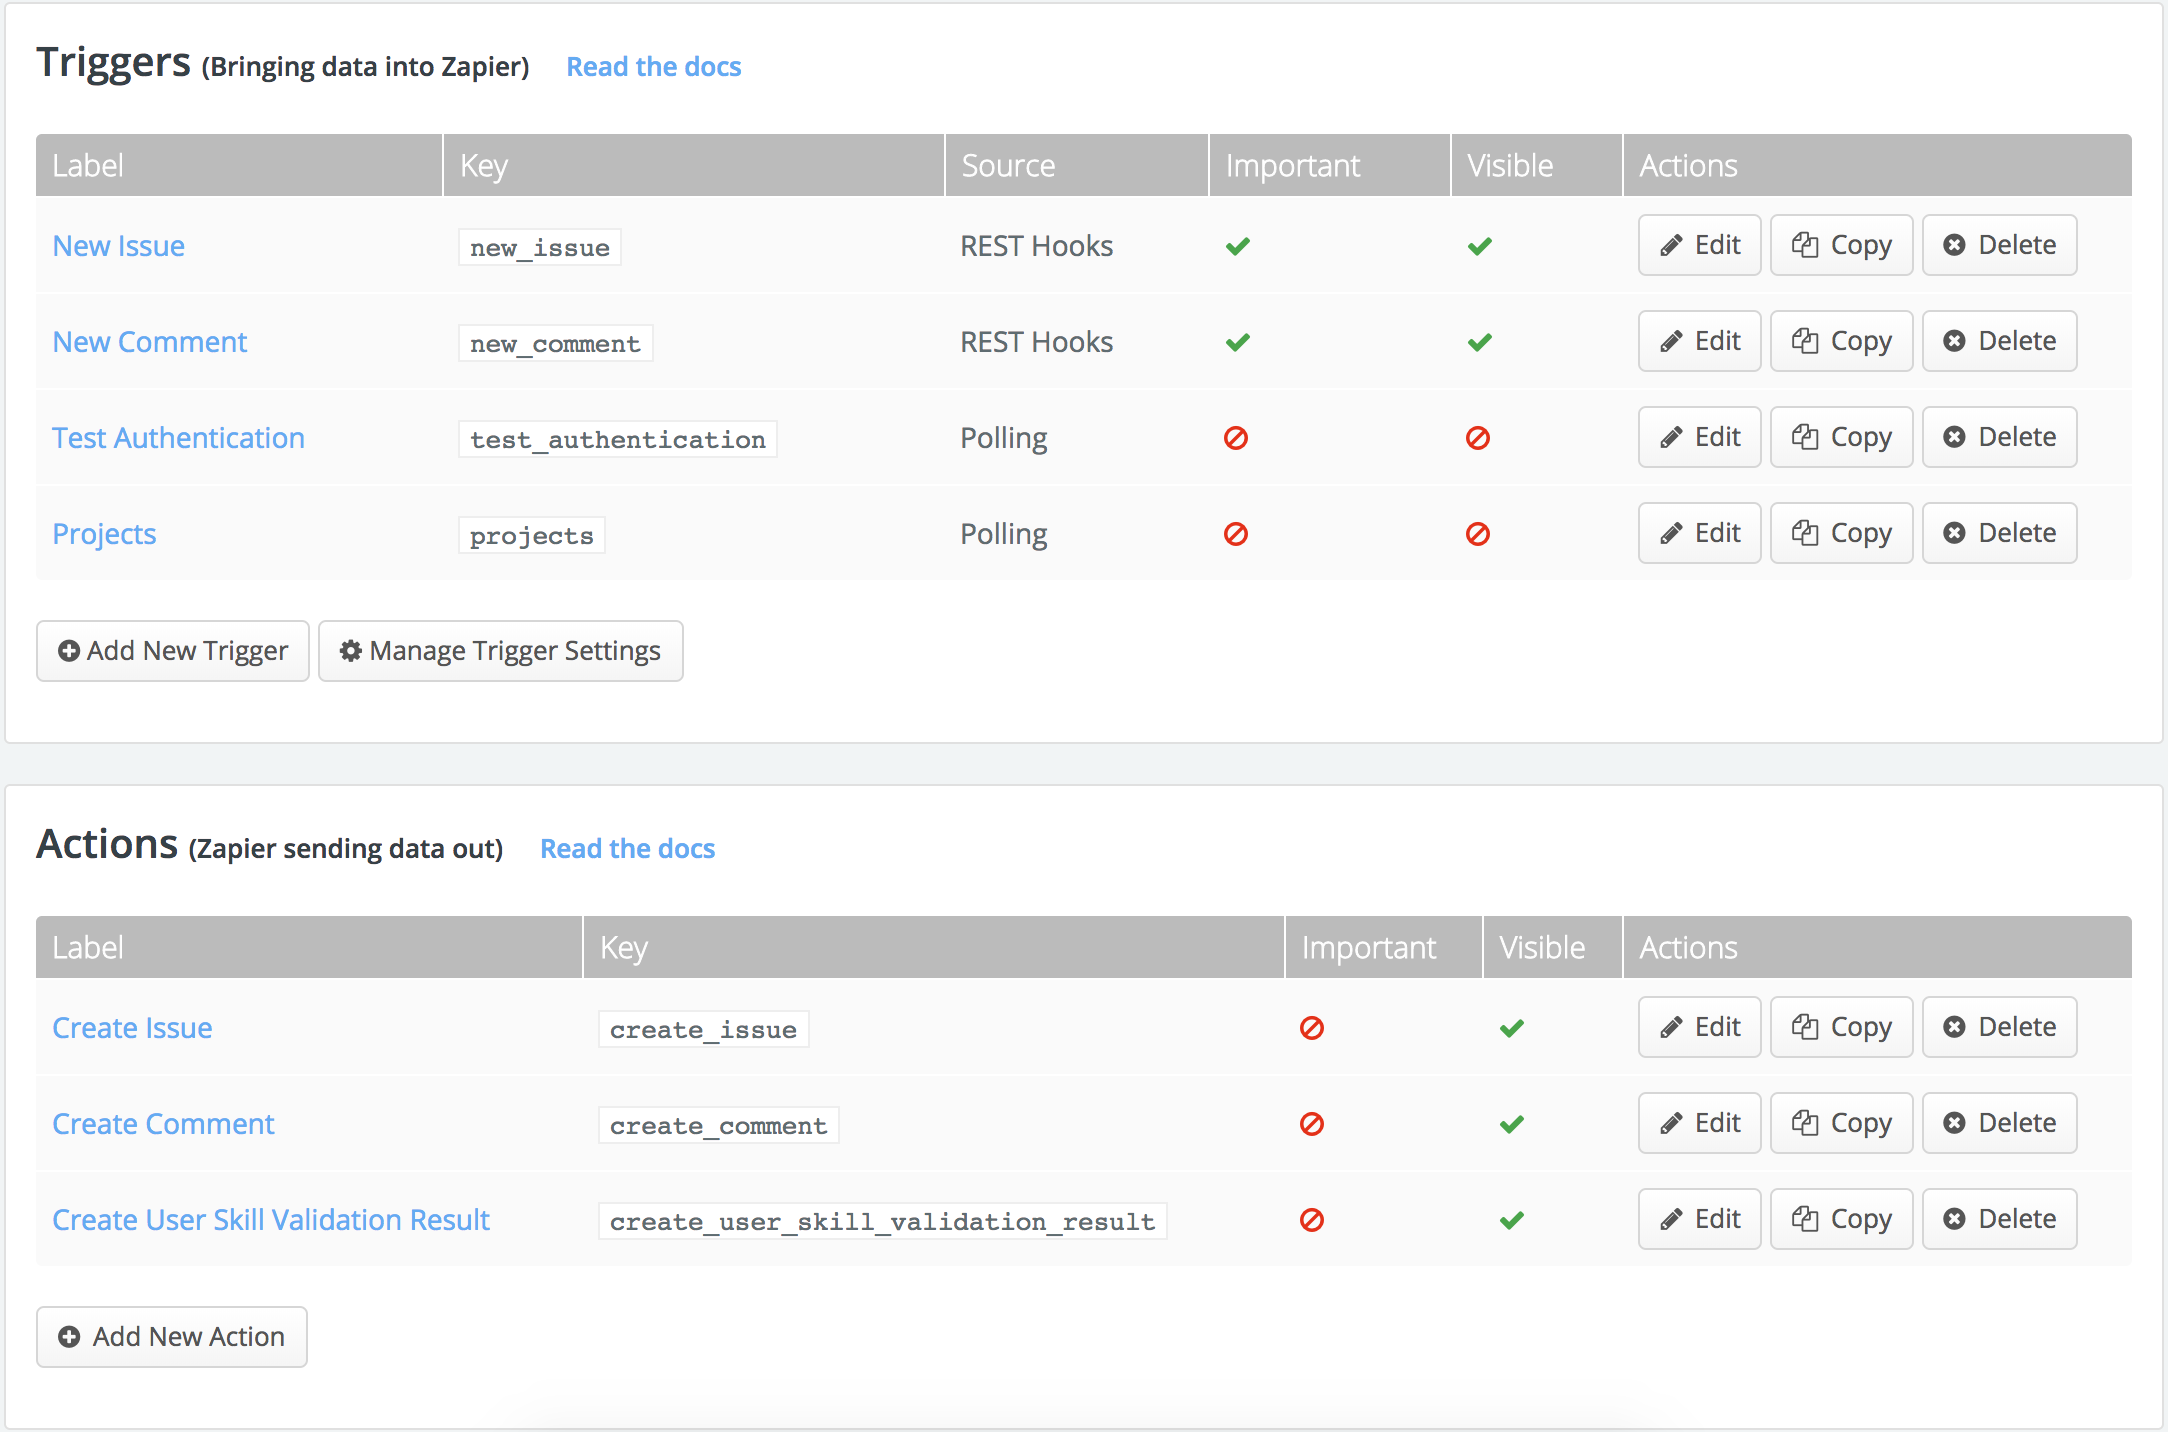 Triggers (Bringing data into Zapier) Read the docs
Label Key Source Important Visible Actions
New Issue new_issue REST Hooks Edit Copy Delete
New Comment new_comment REST Hooks Edit Copy Delete
Test Authentication test_authentication Polling Edit Copy Delete
Projects projects Polling Edit Copy Delete
Add New Trigger Manage Trigger Settings
Actions (Zapier sending data out) Read the docs
Label Key Important Visible Actions
Create Issue create_issue Edit Copy Delete
Create Comment create_comment Edit Copy Delete
Create User Skill Validation Result create_user_skill_validation_result Edit Copy Delete
Add New Action